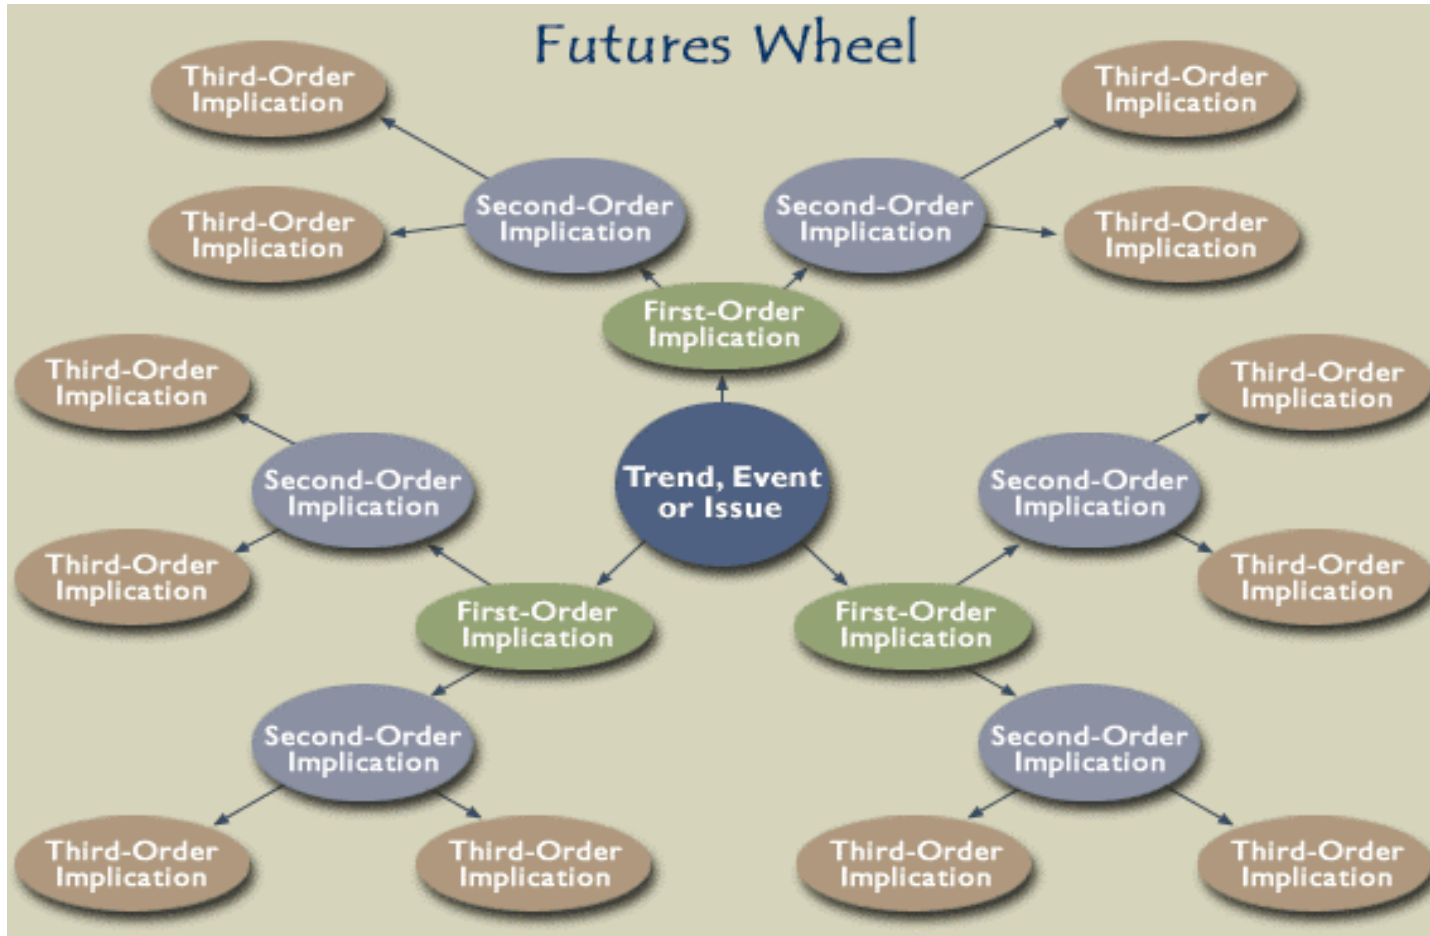 Futures Wheel
Third-Order
Implication
Third-Order
Implication
Second-Order
Implication
Second-Order
Implication
Third-Order
Implication
Third-Order
Implication
First-Order
Implication
Third-Order
Implication
Third-Order
Implication
Second-Order
Implication
Trend, Event
or Issue
Second-Order
Implication
Third-Order
Implication
Third-Order
Implication
First-Order
Implication
First-Order
Implication
Second-Order
Implication
Second-Order
Implication
Third-Order
Implication
Third-Order
Implication
Third-Order
Implication
Third-Order
Implication